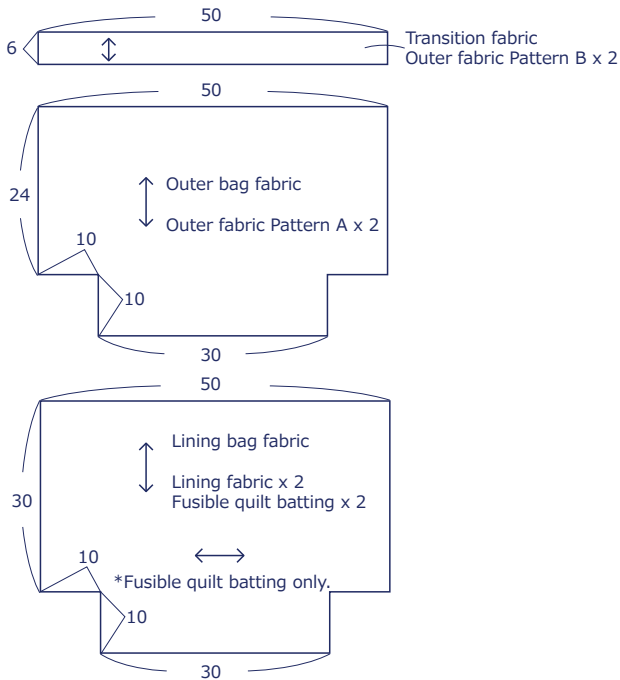 50
6
Transition fabric
Outer fabric Pattern B x 2
50
24
Outer bag fabric
Outer fabric Pattern A x 2
10
10
30
50
30
Lining bag fabric
Lining fabric x 2
Fusible quilt batting x 2
10
*Fusible quilt batting only.
10
30